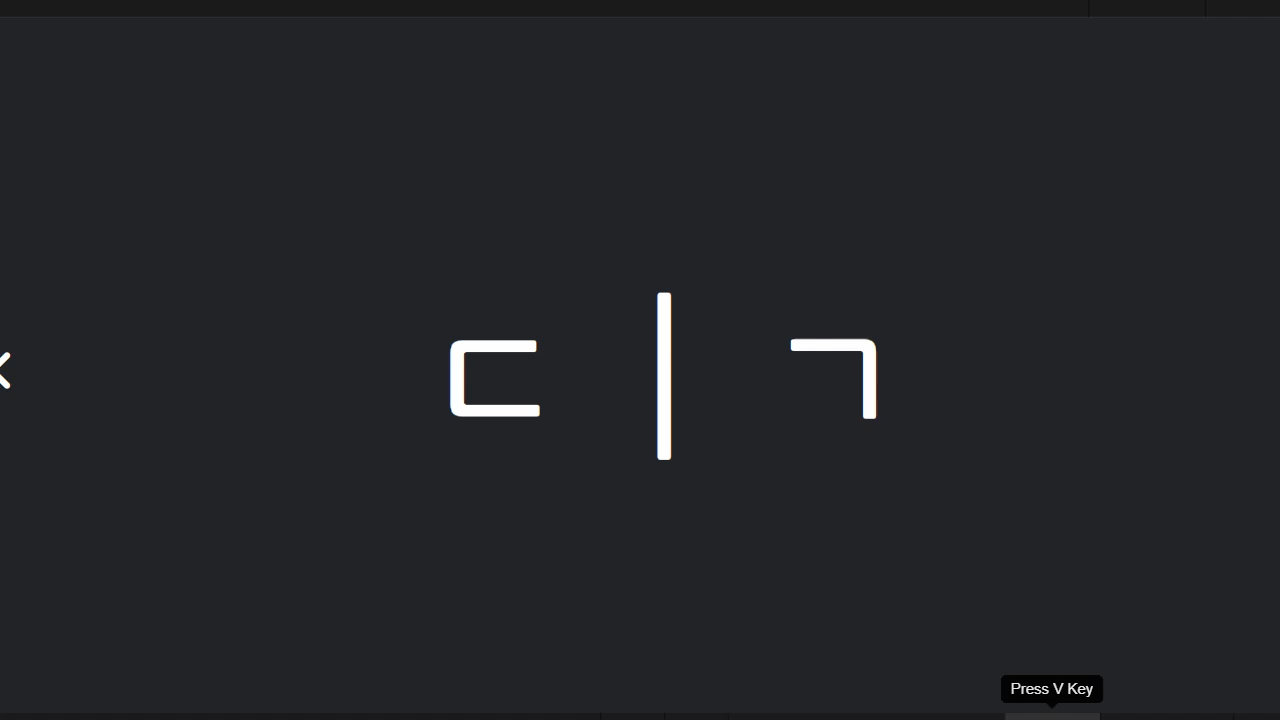 ㄷ ㅣ ㄱ
Press V Key